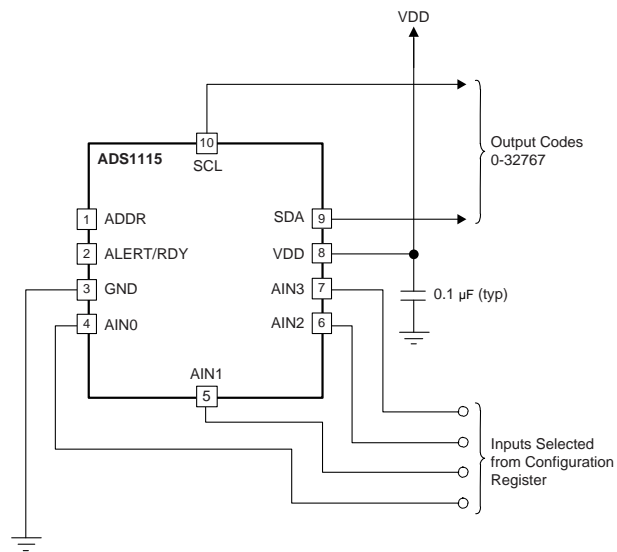 VDD
10
ADS1115
SCL
Output Codes
0-32767
1 ADDR
SDA 9
2 ALERT/RDY
VDD 8
3 GND
AIN3 7
0.1 µF (typ)
4 AIN0
AIN2 6
AIN1
5
Inputs Selected
from Configuration
Register